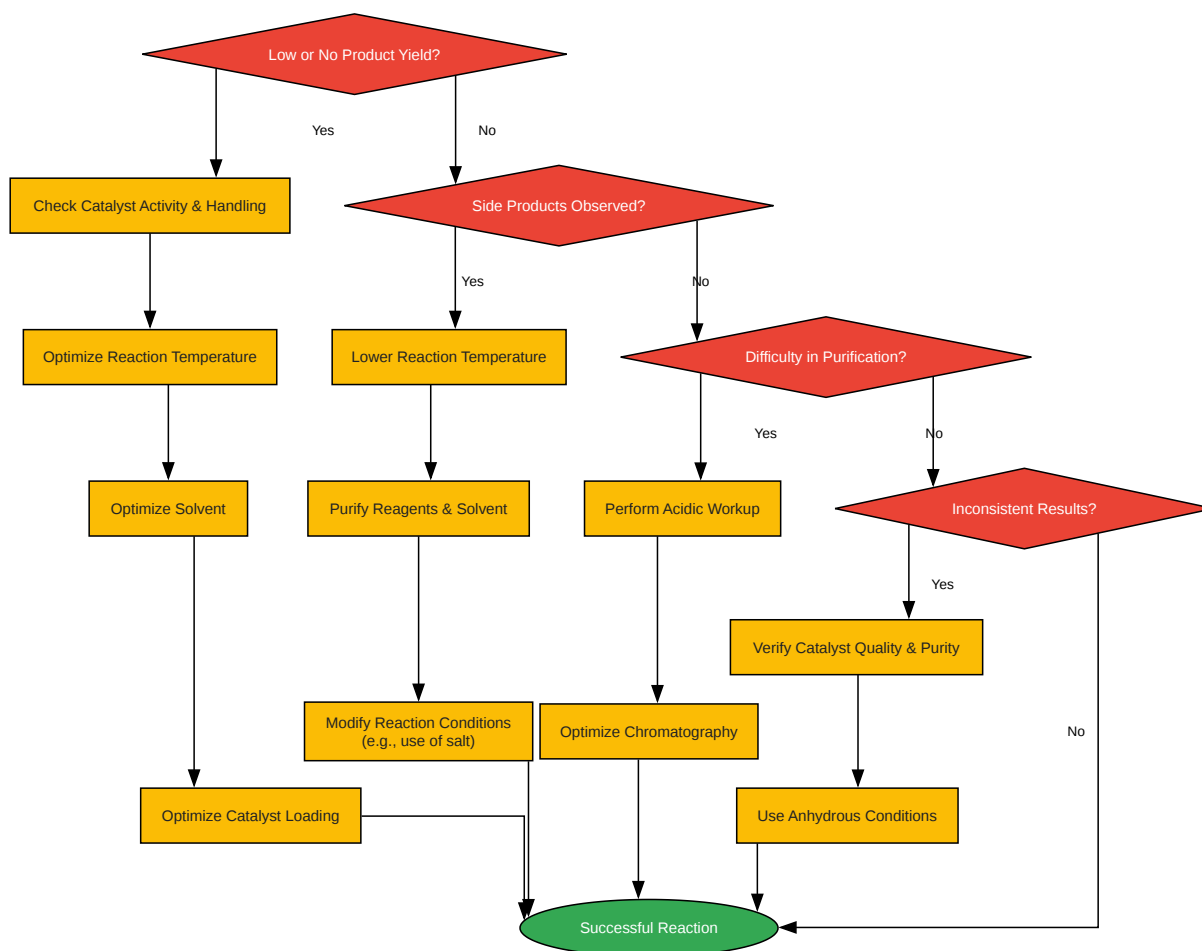 Low or No Product Yield?
Yes
No
Check Catalyst Activity & Handling
Side Products Observed?
Yes
No
Optimize Reaction Temperature
Lower Reaction Temperature
Difficulty in Purification?
Yes
No
Optimize Solvent
Purify Reagents & Solvent
Perform Acidic Workup
Inconsistent Results?
Yes
Verify Catalyst Quality & Purity
Modify Reaction Conditions
(e.g., use of salt)
Optimize Chromatography
No
Optimize Catalyst Loading
Use Anhydrous Conditions
Successful Reaction